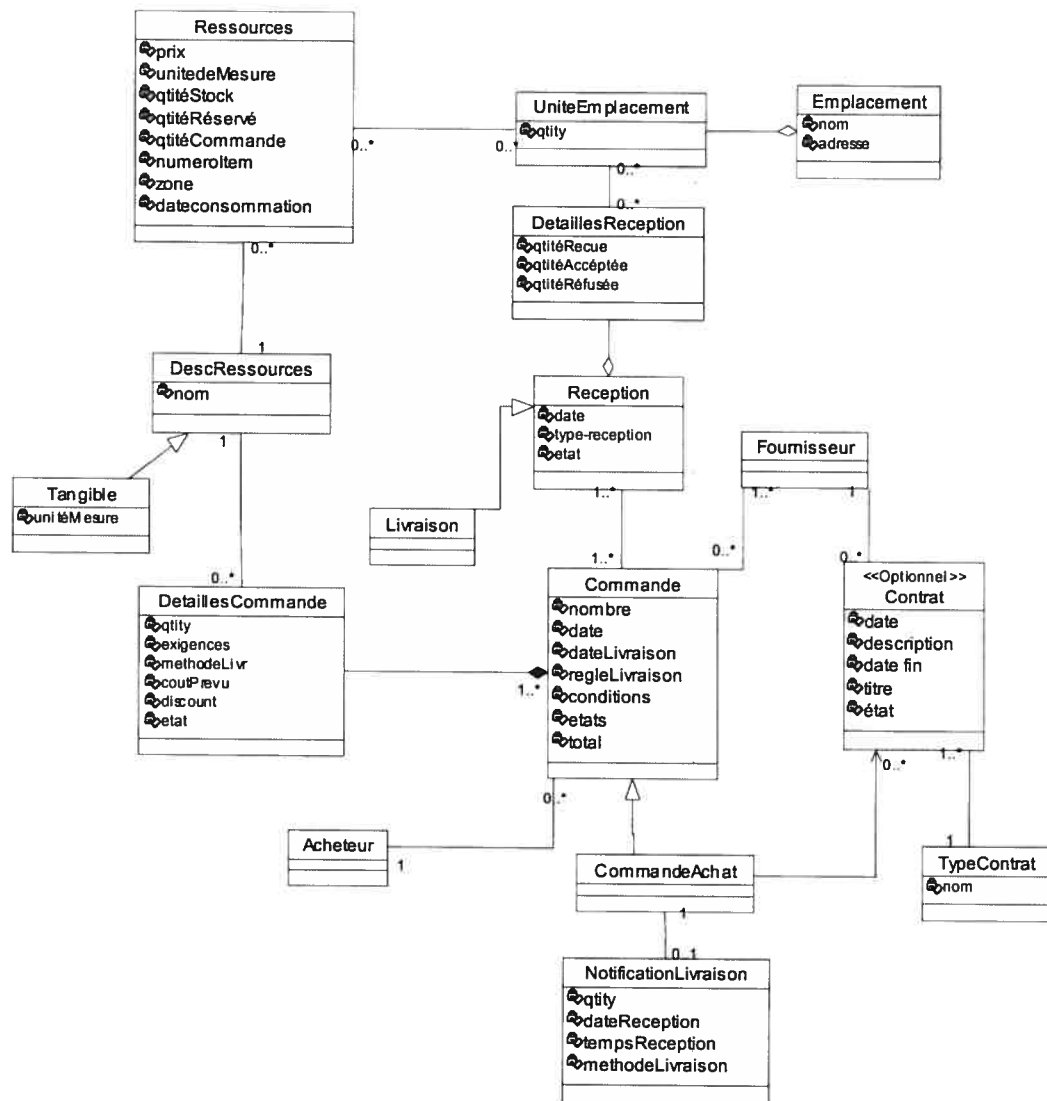 Ressources
prix
unitedeMesure
qtitéStock
qtitéRéservé
qtitéCommande
numeroItem
zone
dateconsommation
0..*
0..*
UniteEmplacement
qtity
0..*
Emplacement
nom
adresse
0..*
DetaillesReception
qtitéRecue
qtitéAccéptée
qtitéRéfusée
0..*
1
DescRessources
nom
1
Reception
date
type-reception
etat
1..*
Fournisseur
1..*
1
Tangible
unitéMesure
Livraison
0..*
DetaillesCommande
qtity
exigences
methodeLivr
coutPrevu
discount
etat
1..*
1..*
0..*
Commande
nombre
date
dateLivraison
regleLivraison
conditions
etats
total
0..*
0..*
<<Optionnel>>
Contrat
date
description
date fin
titre
état
0..*
1..*
Acheteur
1
CommandeAchat
1
1
TypeContrat
nom
0..1
NotificationLivraison
qtity
dateReception
tempsReception
methodeLivraison